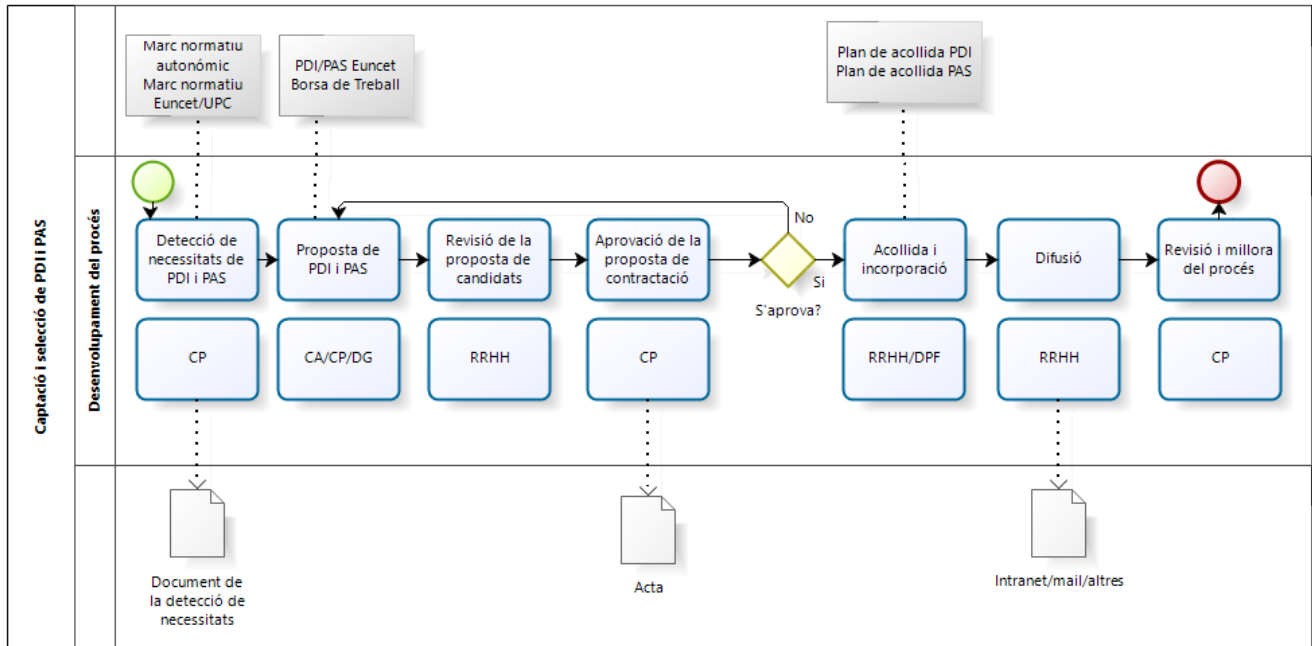 Captació i selecció de PDI i PAS
Desenvolupament del procés
Marc normatiu
autonómic
Marc normatiu
Euncet/UPC
PDI/PAS Euncet
Borsa de Treball
Plan de acollida PDI
Plan de acollida PAS
Detecció de
necessitats de
PDI i PAS
Proposta de
PDI i PAS
Revisió de la
proposta de
candidats
Aprovació de la
proposta de
contractació
No
Si
S'aprova?
Acollida i
incorporació
Difusió
Revisió i millora
del procés
CP
CA/CP/DG
RRHH
CP
RRHH/DPF
RRHH
CP
Document de
la detecció de
necessitats
Acta
Intranet/mail/altres